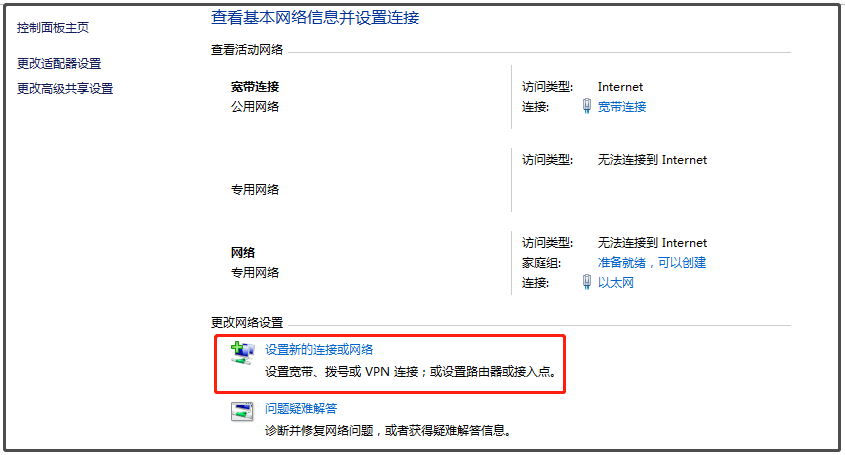 控制面板主页
更改适配器设置
更改高级共享设置
查看基本网络信息并设置连接
查看活动网络
宽带连接
公用网络
访问类型: Internet
连接: 宽带连接
专用网络
访问类型: 无法连接到 Internet
网络
专用网络
访问类型: 无法连接到 Internet
家庭组: 准备就绪，可以创建
连接: 以太网
更改网络设置
设置新的连接或网络
设置宽带、拨号或 VPN 连接；或设置路由器或接入点。
问题疑难解答
诊断并修复网络问题，或者获得疑难解答信息。